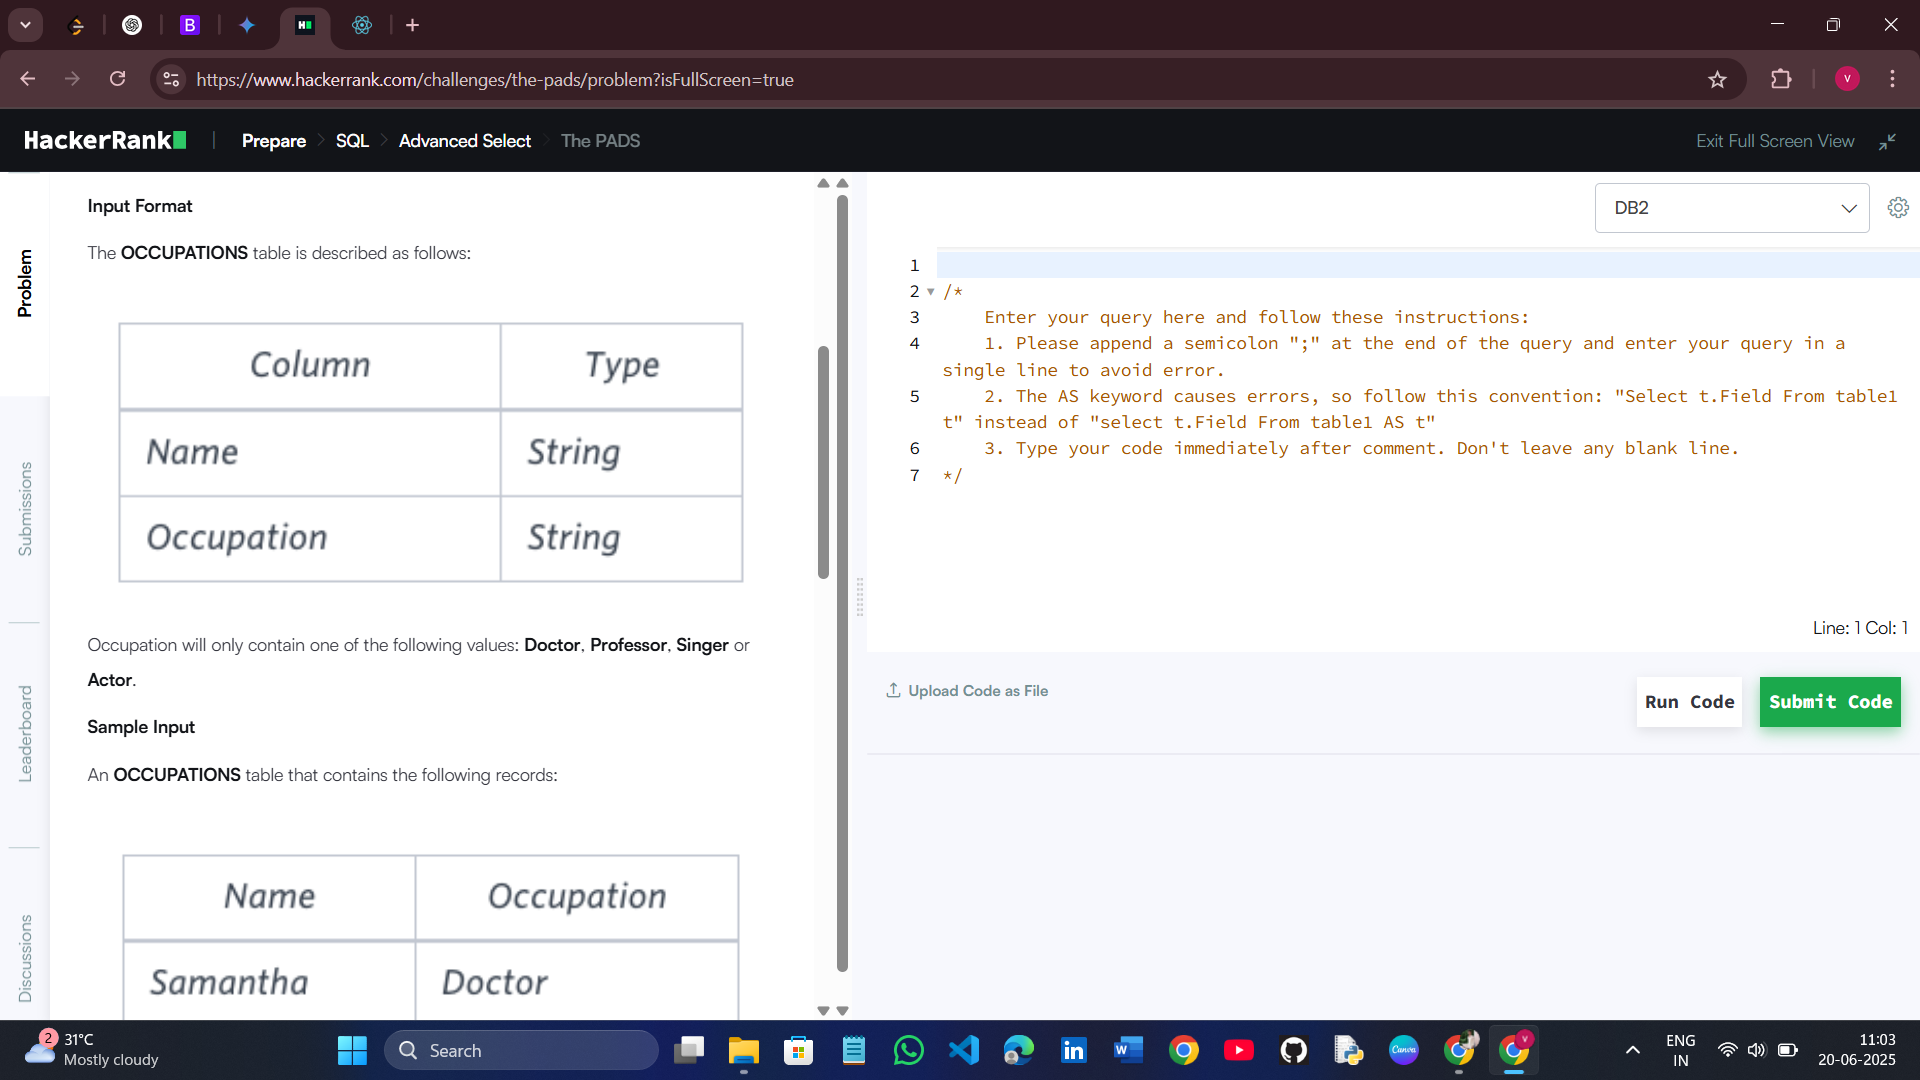 B
H
https://www.hackerrank.com/challenges/the-pads/problem?isFullScreen=true
V
HackerRank
Prepare
SQL
Advanced Select
The PADS
Exit Full Screen View
Problem
Submissions
Leaderboard
Discussions
Input Format
The OCCUPATIONS table is described as follows:
Column Type
Name String
Occupation String
Occupation will only contain one of the following values: Doctor, Professor, Singer or
Actor.
Sample Input
An OCCUPATIONS table that contains the following records:
Name Occupation
Samantha Doctor
DB2
1
2 /*
3 Enter your query here and follow these instructions:
4 1. Please append a semicolon ";" at the end of the query and enter your query in a
single line to avoid error.
5 2. The AS keyword causes errors, so follow this convention: "Select t.Field From table1
t" instead of "select t.Field From table1 AS t"
6 3. Type your code immediately after comment. Don't leave any blank line.
7 */
Line: 1 Col: 1
Upload Code as File
Run Code
Submit Code
2
31°C
Mostly cloudy
Search
in
W
Canva
V
ENG
IN
11:03
20-06-2025